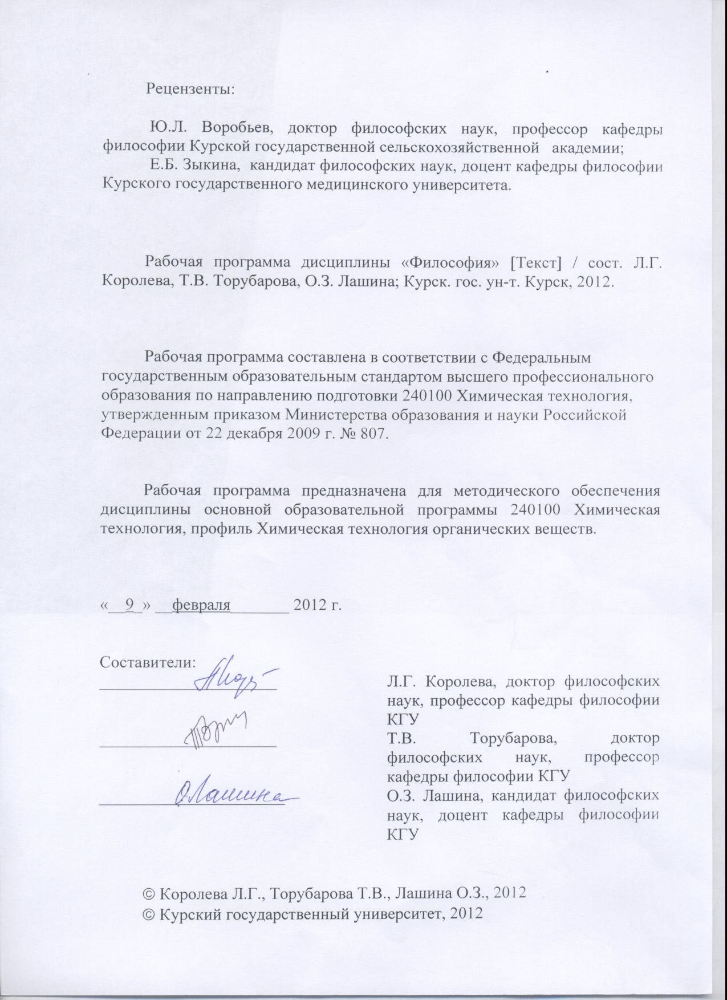 Рецензенты:
Ю.Л. Воробьев, доктор философских наук, профессор кафедры
философии Курской государственной сельскохозяйственной академии;
Е.Б. Зыкина, кандидат философских наук, доцент кафедры философии
Курского государственного медицинского университета.
Рабочая программа дисциплины «Философия» [Текст] / сост. Л.Г.
Королева, Т.В. Торубарова, О.З. Лашина; Курск. гос. ун-т. Курск, 2012.
Рабочая программа составлена в соответствии с Федеральным
государственным образовательным стандартом высшего профессионального
образования по направлению подготовки 240100 Химическая технология,
утвержденным приказом Министерства образования и науки Российской
Федерации от 22 декабря 2009 г. № 807.
Рабочая программа предназначена для методического обеспечения
дисциплины основной образовательной программы 240100 Химическая
технология, профиль Химическая технология органических веществ.
«__9_» __февраля_______ 2012 г.
Составители:
Л.Г. Королева, доктор философских
наук, профессор кафедры философии
КГУ
Т.В. Торубарова, доктор
философских наук, профессор
кафедры философии КГУ
ОЛашина
О.З. Лашина, кандидат философских
наук, доцент кафедры философии
КГУ
© Королева Л.Г., Торубарова Т.В., Лашина О.З., 2012
© Курский государственный университет, 2012